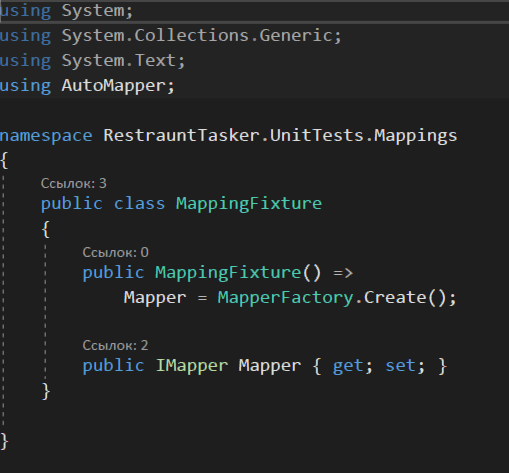 using System;
using System.Collections.Generic;
using System.Text;
using AutoMapper;
namespace RestrauntTasker.UnitTests.Mappings
{
Ссылок: 3
public class MappingFixture
{
Ссылок: 0
public MappingFixture() =>
Mapper = MapperFactory.Create();
Ссылок: 2
public IMapper Mapper { get; set; }
}
}